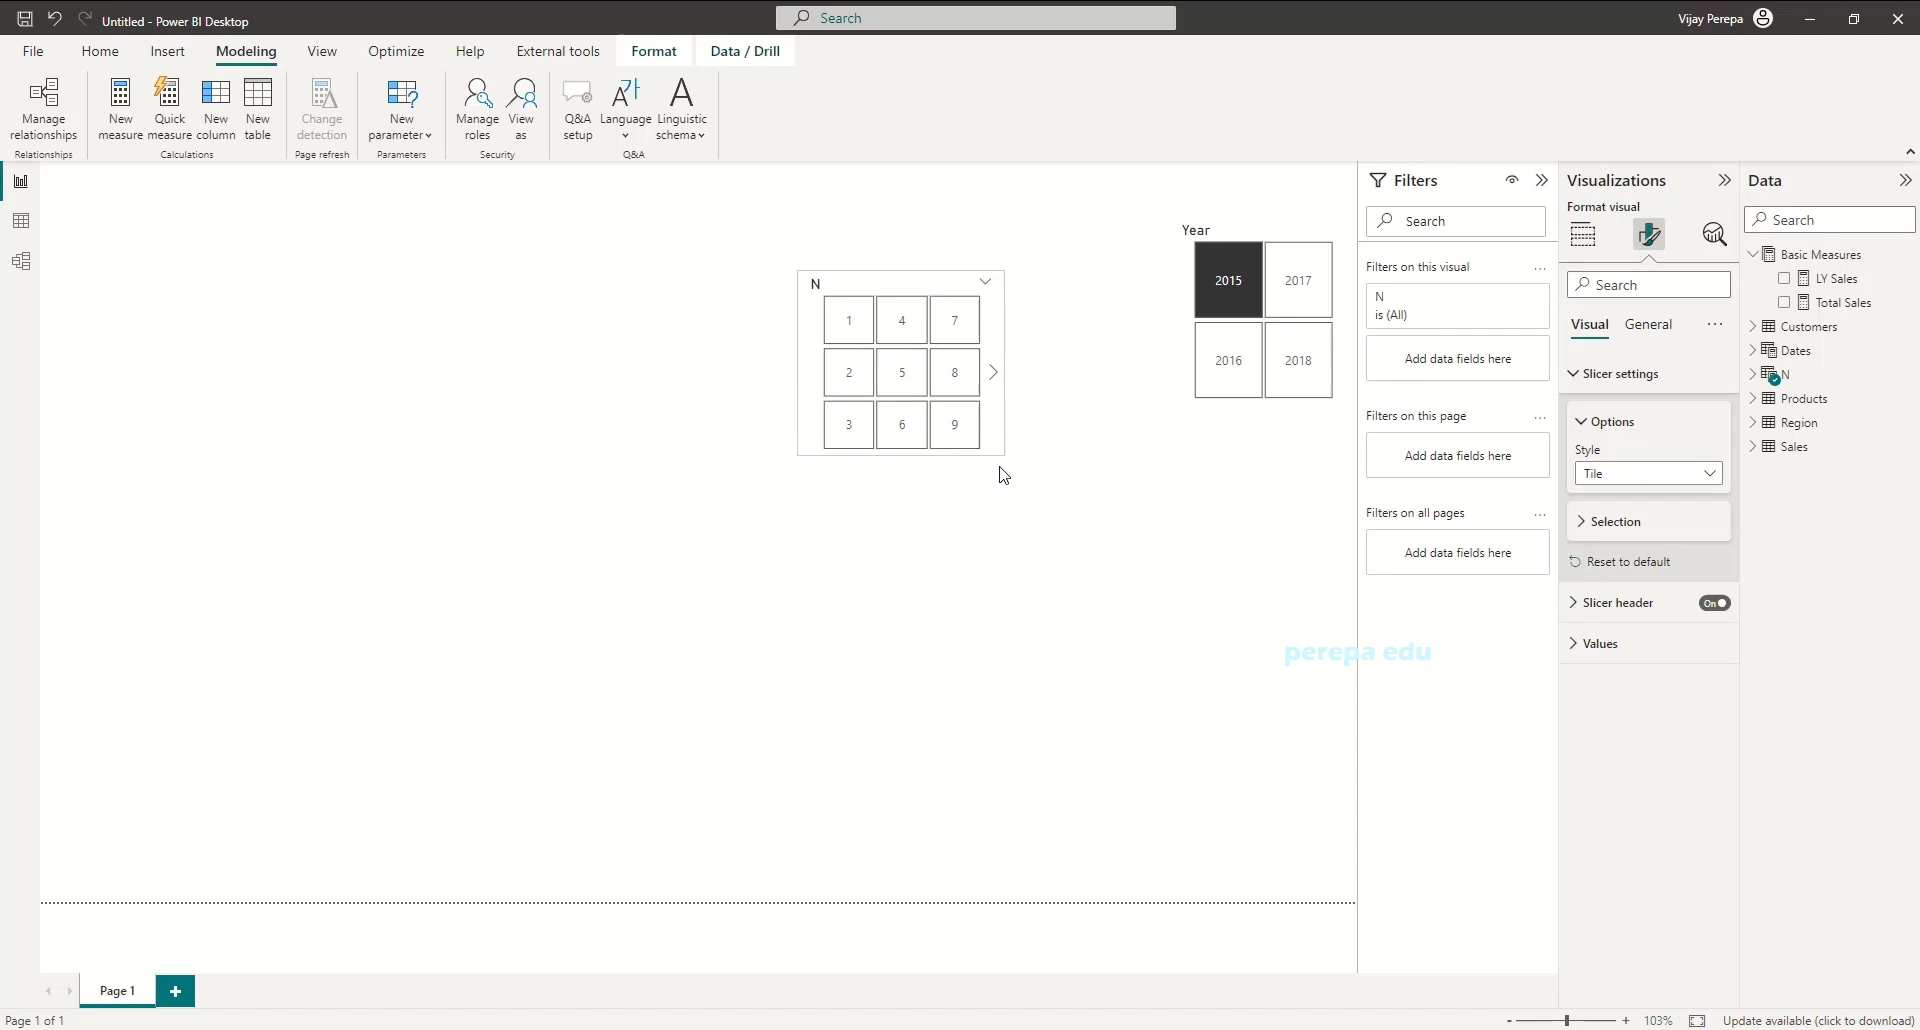 Untitled - Power BI Desktop
Search
Vijay Perepa
File
Home
Insert
Modeling
View
Optimize
Help
External tools
Format
Data / Drill
Manage relationships
Relationships
New measure
Quick measure
New column
New table
Calculations
Change detection
Page refresh
New parameter
Parameters
Manage roles
View as
Security
Q&A setup
Language
Linguistic schema
Q&A
N
1 4 7
2 5 8
3 6 9
Year
2015 2017
2016 2018
Filters
Search
Filters on this visual ...
N
is (All)
Add data fields here
Filters on this page ...
Add data fields here
Filters on all pages ...
Add data fields here
perepa edu
Visualizations
Format visual
Search
Visual General ...
Slicer settings
Options
Style
Tile
Selection
Reset to default
Slicer header On
Values
Data
Search
Basic Measures
LY Sales
Total Sales
Customers
Dates
N
Products
Region
Sales
Page 1
+
Page 1 of 1
- + 103%
Update available (click to download)